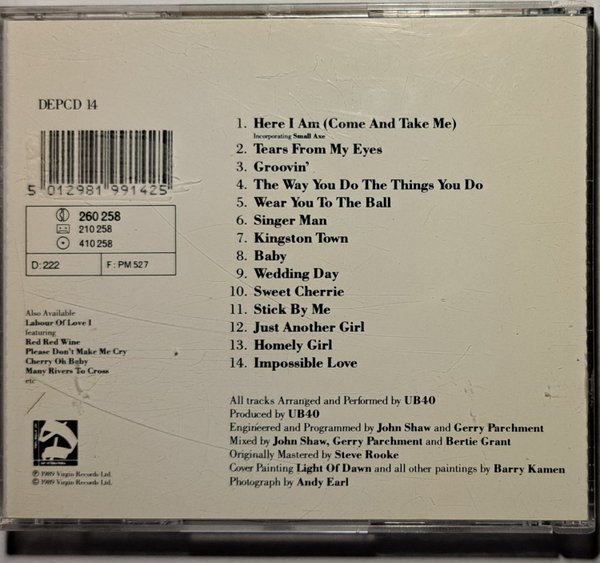 DEPCD 14
5 012981 991425
260 258
210 258
410 258
D: 222 F: PM 527
Also Available
Labour Of Love I
featuring
Red Red Wine
Please Don't Make Me Cry
Cherry Oh Baby
Many Rivers To Cross
etc
℗ 1989 Virgin Records Ltd.
© 1989 Virgin Records Ltd.
1. Here I Am (Come And Take Me)
Incorporating Small Axe
2. Tears From My Eyes
3. Groovin'
4. The Way You Do The Things You Do
5. Wear You To The Ball
6. Singer Man
7. Kingston Town
8. Baby
9. Wedding Day
10. Sweet Cherrie
11. Stick By Me
12. Just Another Girl
13. Homely Girl
14. Impossible Love
All tracks Arranged and Performed by UB40
Produced by UB40
Engineered and Programmed by John Shaw and Gerry Parchment
Mixed by John Shaw, Gerry Parchment and Bertie Grant
Originally Mastered by Steve Rooke
Cover Painting Light Of Dawn and all other paintings by Barry Kamen
Photograph by Andy Earl